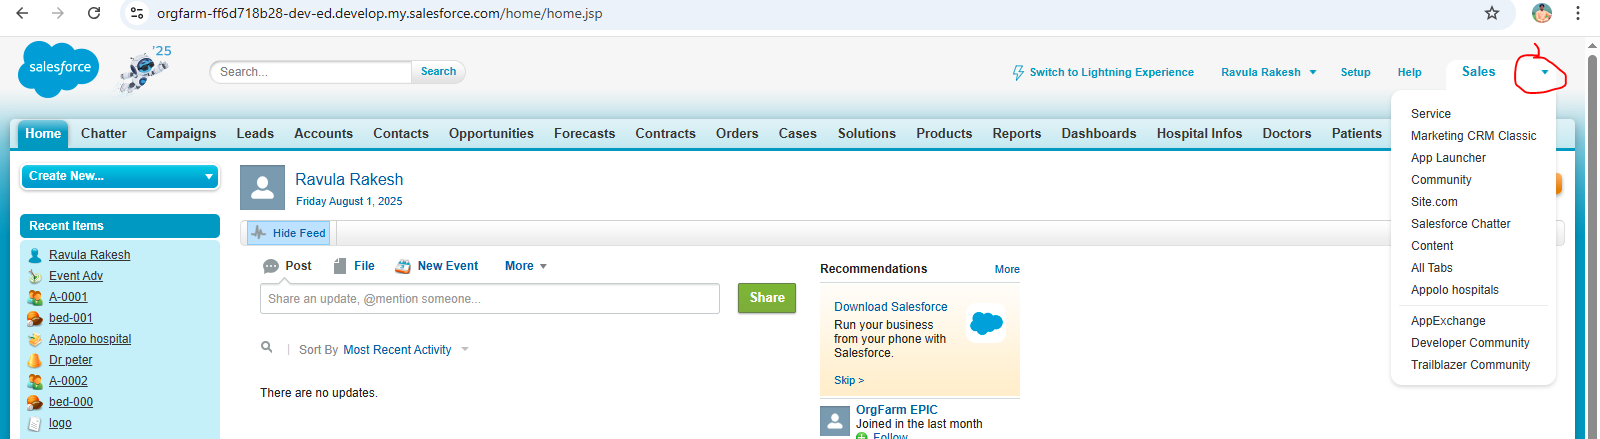 orgfarm-ff6d718b28-dev-ed.develop.my.salesforce.com/home/home.jsp
salesforce
'25
Search...
Search
Switch to Lightning Experience
Ravula Rakesh
Setup
Help
Sales
Home Chatter Campaigns Leads Accounts Contacts Opportunities Forecasts Contracts Orders Cases Solutions Products Reports Dashboards Hospital Infos Doctors Patients
Service
Marketing CRM Classic
App Launcher
Community
Site.com
Salesforce Chatter
Content
All Tabs
Appolo hospitals
AppExchange
Developer Community
Trailblazer Community
Create New...
Recent Items
Ravula Rakesh
Event Adv
A-0001
bed-001
Appolo hospital
Dr peter
A-0002
bed-000
logo
Ravula Rakesh
Friday August 1, 2025
Hide Feed
Post File New Event More
Share an update, @mention someone...
Share
Sort By Most Recent Activity
There are no updates.
Recommendations More
Download Salesforce
Run your business
from your phone with
Salesforce.
Skip >
OrgFarm EPIC
Joined in the last month
Follow